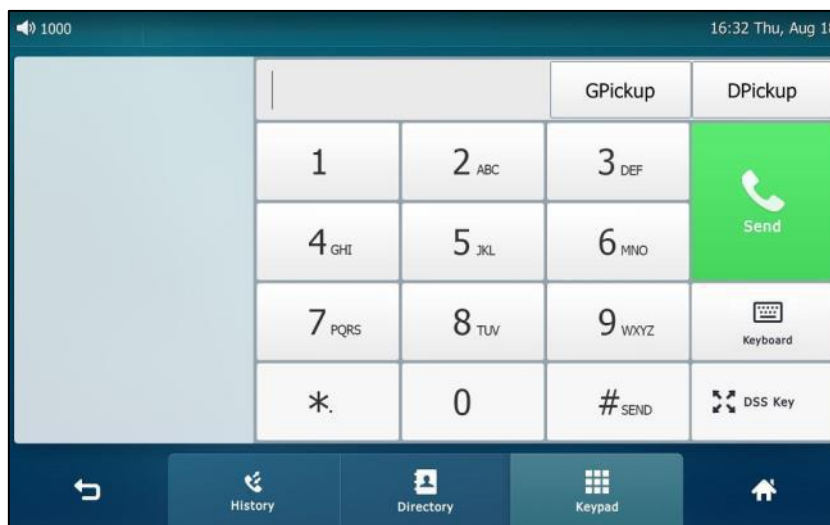 1000
16:32 Thu, Aug 18
GPickup
DPickup
1
2 ABC
3 DEF
Send
4 GHI
5 JKL
6 MNO
7 PQRS
8 TUV
9 WXYZ
Keyboard
*.
0
# SEND
DSS Key
History
Directory
Keypad